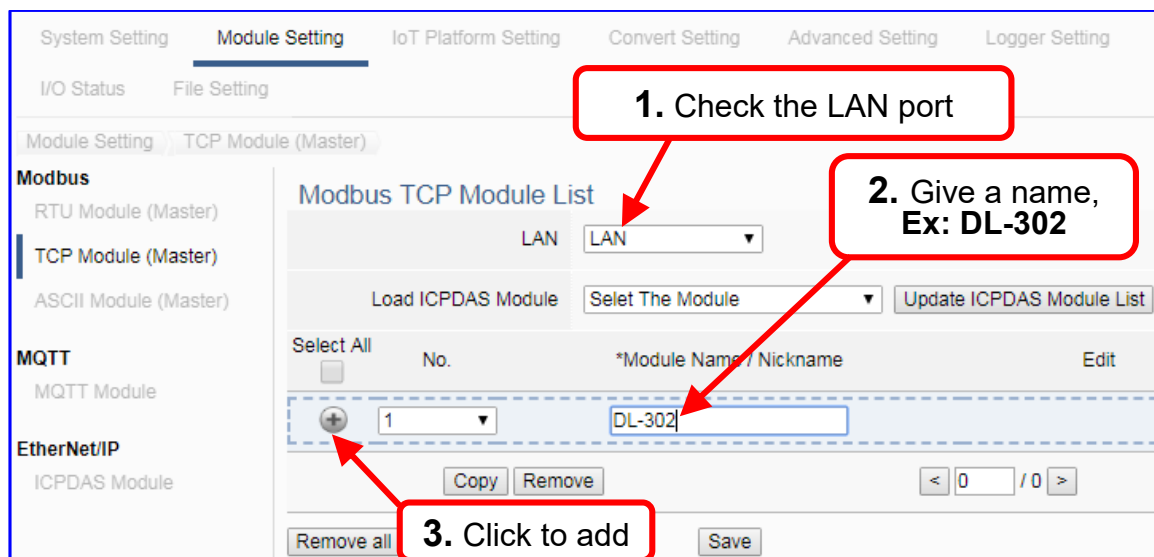 System Setting Module Setting IoT Platform Setting Convert Setting Advanced Setting Logger Setting
I/O Status File Setting
1. Check the LAN port
Module Setting TCP Module (Master)
Modbus
RTU Module (Master)
TCP Module (Master)
ASCII Module (Master)
MQTT
MQTT Module
EtherNet/IP
ICPDAS Module
Modbus TCP Module List
2. Give a name,
Ex: DL-302
LAN LAN
Load ICPDAS Module Selet The Module Update ICPDAS Module List
Select All No. *Module Name / Nickname Edit
1 DL-302
Copy Remove < 0 / 0 >
3. Click to add
Remove all Save